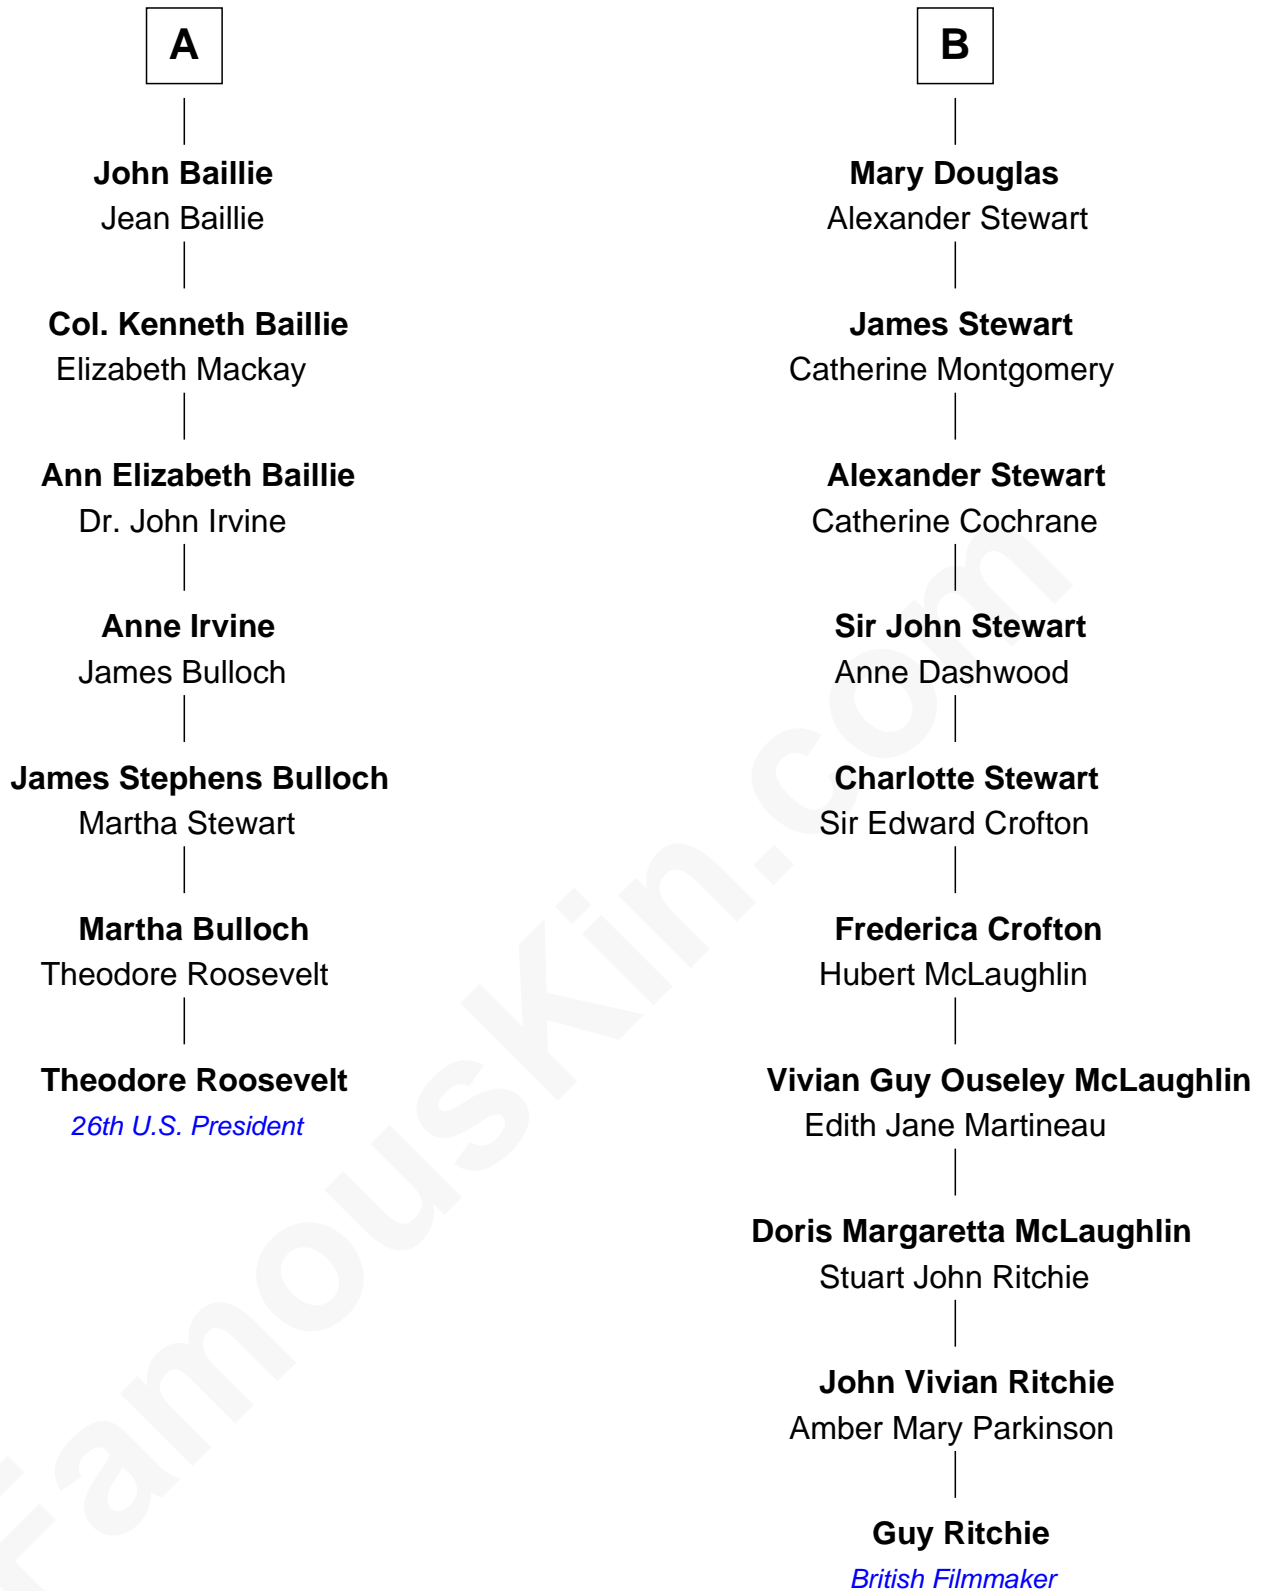 A
John Baillie
Jean Baillie
Col. Kenneth Baillie
Elizabeth Mackay
Ann Elizabeth Baillie
Dr. John Irvine
Anne Irvine
James Bulloch
James Stephens Bulloch
Martha Stewart
Martha Bulloch
Theodore Roosevelt
Theodore Roosevelt
26th U.S. President
B
Mary Douglas
Alexander Stewart
James Stewart
Catherine Montgomery
Alexander Stewart
Catherine Cochrane
Sir John Stewart
Anne Dashwood
Charlotte Stewart
Sir Edward Crofton
Frederica Crofton
Hubert McLaughlin
Vivian Guy Ouseley McLaughlin
Edith Jane Martineau
Doris Margaretta McLaughlin
Stuart John Ritchie
John Vivian Ritchie
Amber Mary Parkinson
Guy Ritchie
British Filmmaker
FamousKin.com